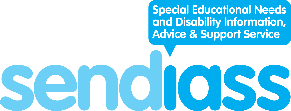 Special Educational Needs
and Disability Information,
Advice & Support Service
sendiass